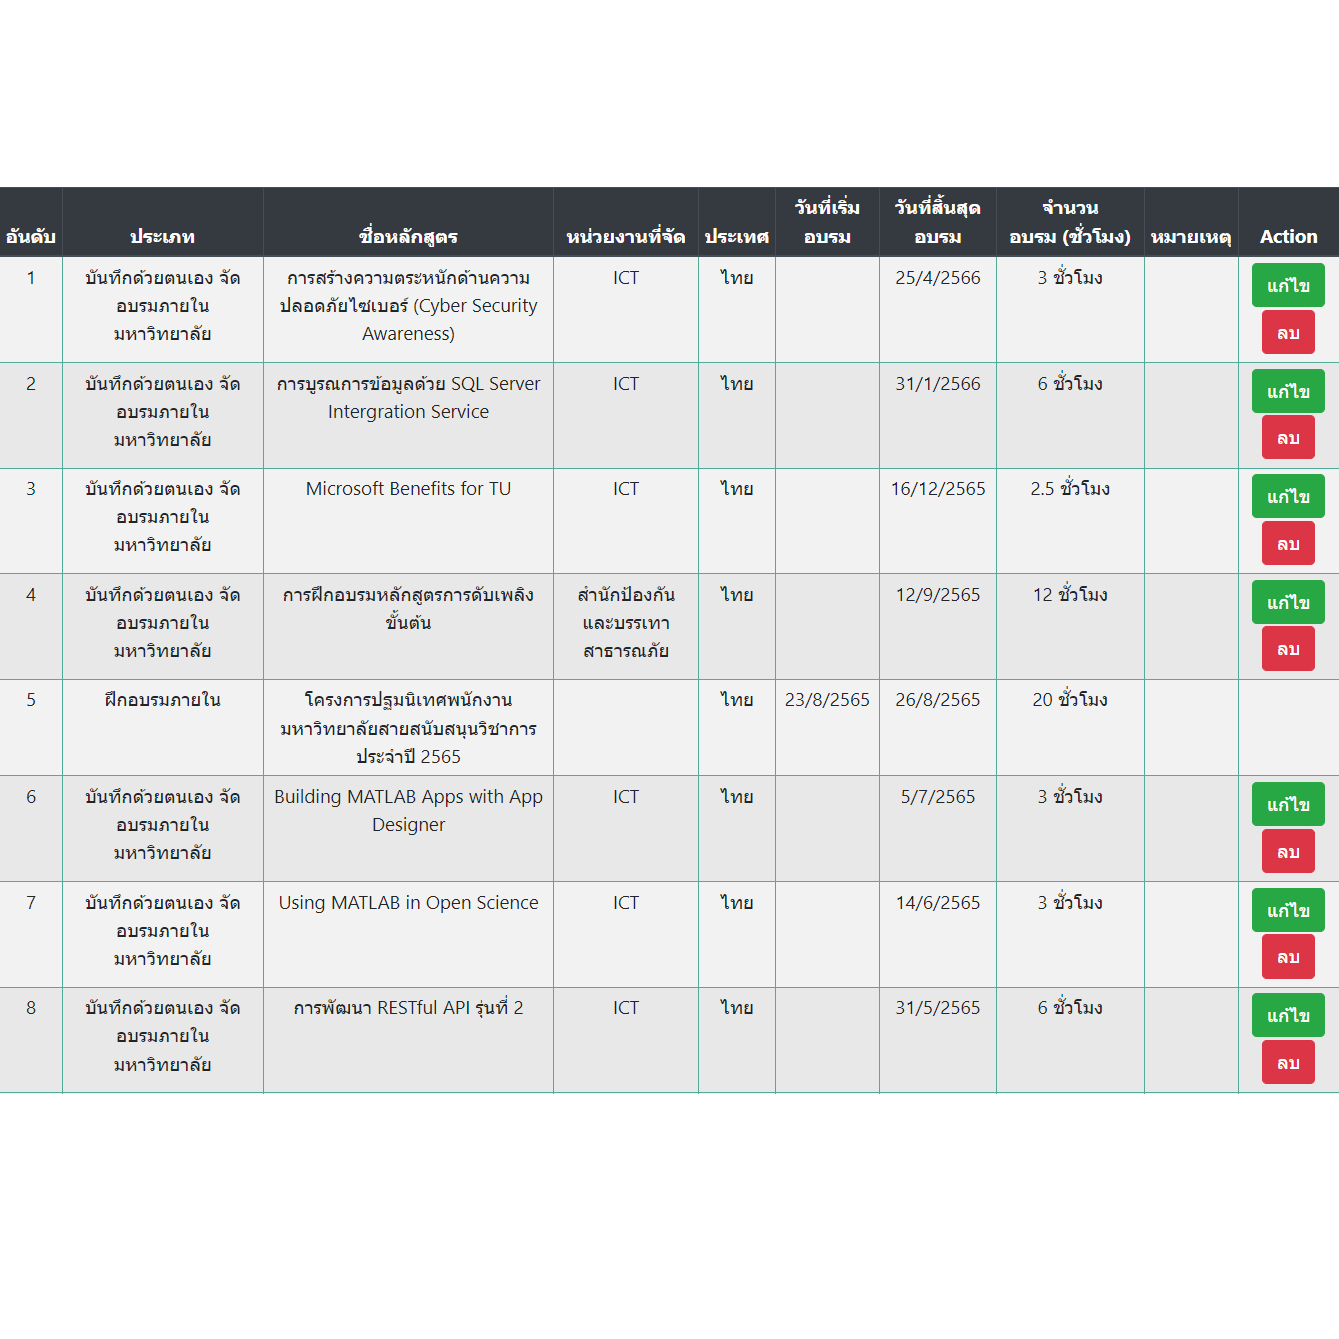 อันดับ ประเภท ชื่อหลักสูตร หน่วยงานที่จัด ประเทศ วันที่เริ่ม อบรม วันที่สิ้นสุด อบรม จำนวน อบรม (ชั่วโมง) หมายเหตุ Action
1 บันทึกด้วยตนเอง จัด การสร้างความตระหนักด้านความ ICT ไทย 25/4/2566 3 ชั่วโมง แก้ไข
อบรมภายใน ปลอดภัยไซเบอร์ (Cyber Security
มหาวิทยาลัย Awareness) ลบ
2 บันทึกด้วยตนเอง จัด การบูรณการข้อมูลด้วย SQL Server ICT ไทย 31/1/2566 6 ชั่วโมง แก้ไข
อบรมภายใน Intergration Service
มหาวิทยาลัย ลบ
3 บันทึกด้วยตนเอง จัด Microsoft Benefits for TU ICT ไทย 16/12/2565 2.5 ชั่วโมง แก้ไข
อบรมภายใน
มหาวิทยาลัย ลบ
4 บันทึกด้วยตนเอง จัด การฝึกอบรมหลักสูตรการดับเพลิง สำนักป้องกัน ไทย 12/9/2565 12 ชั่วโมง แก้ไข
อบรมภายใน ขั้นต้น และบรรเทา
มหาวิทยาลัย สาธารณภัย ลบ
5 ฝึกอบรมภายใน โครงการปฐมนิเทศพนักงาน ไทย 23/8/2565 26/8/2565 20 ชั่วโมง
มหาวิทยาลัยสายสนับสนุนวิชาการ
ประจำปี 2565
6 บันทึกด้วยตนเอง จัด Building MATLAB Apps with App ICT ไทย 5/7/2565 3 ชั่วโมง แก้ไข
อบรมภายใน Designer
มหาวิทยาลัย ลบ
7 บันทึกด้วยตนเอง จัด Using MATLAB in Open Science ICT ไทย 14/6/2565 3 ชั่วโมง แก้ไข
อบรมภายใน
มหาวิทยาลัย ลบ
8 บันทึกด้วยตนเอง จัด การพัฒนา RESTful API รุ่นที่ 2 ICT ไทย 31/5/2565 6 ชั่วโมง แก้ไข
อบรมภายใน
มหาวิทยาลัย ลบ